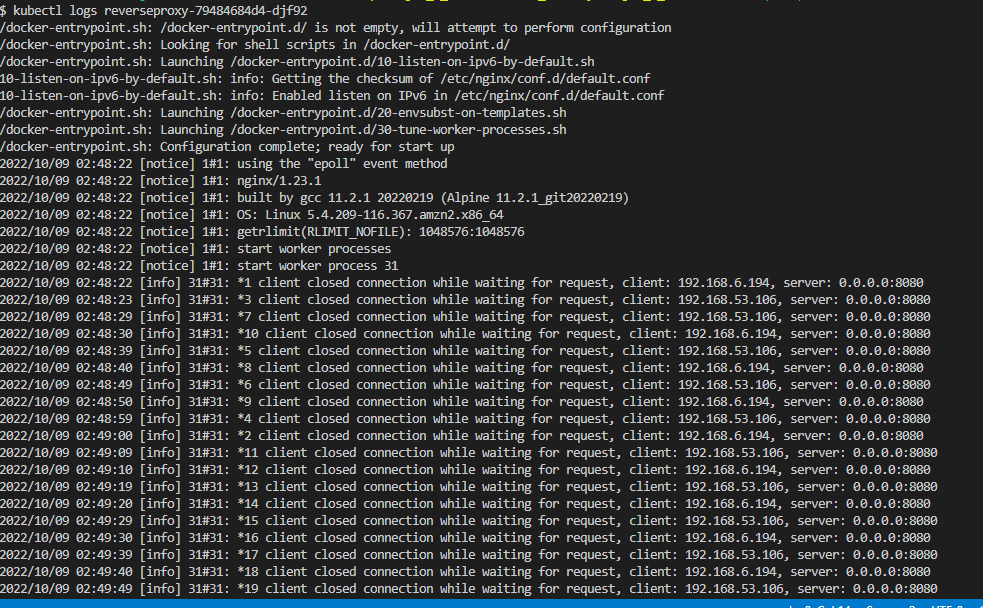 $ kubectl logs reverseproxy-79484684d4-djf92
/docker-entrypoint.sh: /docker-entrypoint.d/ is not empty, will attempt to perform configuration
/docker-entrypoint.sh: Looking for shell scripts in /docker-entrypoint.d/
/docker-entrypoint.sh: Launching /docker-entrypoint.d/10-listen-on-ipv6-by-default.sh
10-listen-on-ipv6-by-default.sh: info: Getting the checksum of /etc/nginx/conf.d/default.conf
10-listen-on-ipv6-by-default.sh: info: Enabled listen on IPv6 in /etc/nginx/conf.d/default.conf
/docker-entrypoint.sh: Launching /docker-entrypoint.d/20-envsubst-on-templates.sh
/docker-entrypoint.sh: Launching /docker-entrypoint.d/30-tune-worker-processes.sh
/docker-entrypoint.sh: Configuration complete; ready for start up
2022/10/09 02:48:22 [notice] 1#1: using the "epoll" event method
2022/10/09 02:48:22 [notice] 1#1: nginx/1.23.1
2022/10/09 02:48:22 [notice] 1#1: built by gcc 11.2.1 20220219 (Alpine 11.2.1_git20220219)
2022/10/09 02:48:22 [notice] 1#1: OS: Linux 5.4.209-116.367.amzn2.x86_64
2022/10/09 02:48:22 [notice] 1#1: getrlimit(RLIMIT_NOFILE): 1048576:1048576
2022/10/09 02:48:22 [notice] 1#1: start worker processes
2022/10/09 02:48:22 [notice] 1#1: start worker process 31
2022/10/09 02:48:22 [info] 31#31: *1 client closed connection while waiting for request, client: 192.168.6.194, server: 0.0.0.0:8080
2022/10/09 02:48:23 [info] 31#31: *3 client closed connection while waiting for request, client: 192.168.53.106, server: 0.0.0.0:8080
2022/10/09 02:48:29 [info] 31#31: *7 client closed connection while waiting for request, client: 192.168.53.106, server: 0.0.0.0:8080
2022/10/09 02:48:30 [info] 31#31: *10 client closed connection while waiting for request, client: 192.168.6.194, server: 0.0.0.0:8080
2022/10/09 02:48:39 [info] 31#31: *5 client closed connection while waiting for request, client: 192.168.53.106, server: 0.0.0.0:8080
2022/10/09 02:48:40 [info] 31#31: *8 client closed connection while waiting for request, client: 192.168.6.194, server: 0.0.0.0:8080
2022/10/09 02:48:49 [info] 31#31: *6 client closed connection while waiting for request, client: 192.168.53.106, server: 0.0.0.0:8080
2022/10/09 02:48:50 [info] 31#31: *9 client closed connection while waiting for request, client: 192.168.6.194, server: 0.0.0.0:8080
2022/10/09 02:48:59 [info] 31#31: *4 client closed connection while waiting for request, client: 192.168.53.106, server: 0.0.0.0:8080
2022/10/09 02:49:00 [info] 31#31: *2 client closed connection while waiting for request, client: 192.168.6.194, server: 0.0.0.0:8080
2022/10/09 02:49:09 [info] 31#31: *11 client closed connection while waiting for request, client: 192.168.53.106, server: 0.0.0.0:8080
2022/10/09 02:49:10 [info] 31#31: *12 client closed connection while waiting for request, client: 192.168.6.194, server: 0.0.0.0:8080
2022/10/09 02:49:19 [info] 31#31: *13 client closed connection while waiting for request, client: 192.168.53.106, server: 0.0.0.0:8080
2022/10/09 02:49:20 [info] 31#31: *14 client closed connection while waiting for request, client: 192.168.6.194, server: 0.0.0.0:8080
2022/10/09 02:49:29 [info] 31#31: *15 client closed connection while waiting for request, client: 192.168.53.106, server: 0.0.0.0:8080
2022/10/09 02:49:30 [info] 31#31: *16 client closed connection while waiting for request, client: 192.168.6.194, server: 0.0.0.0:8080
2022/10/09 02:49:39 [info] 31#31: *17 client closed connection while waiting for request, client: 192.168.53.106, server: 0.0.0.0:8080
2022/10/09 02:49:40 [info] 31#31: *18 client closed connection while waiting for request, client: 192.168.6.194, server: 0.0.0.0:8080
2022/10/09 02:49:49 [info] 31#31: *19 client closed connection while waiting for request, client: 192.168.53.106, server: 0.0.0.0:8080